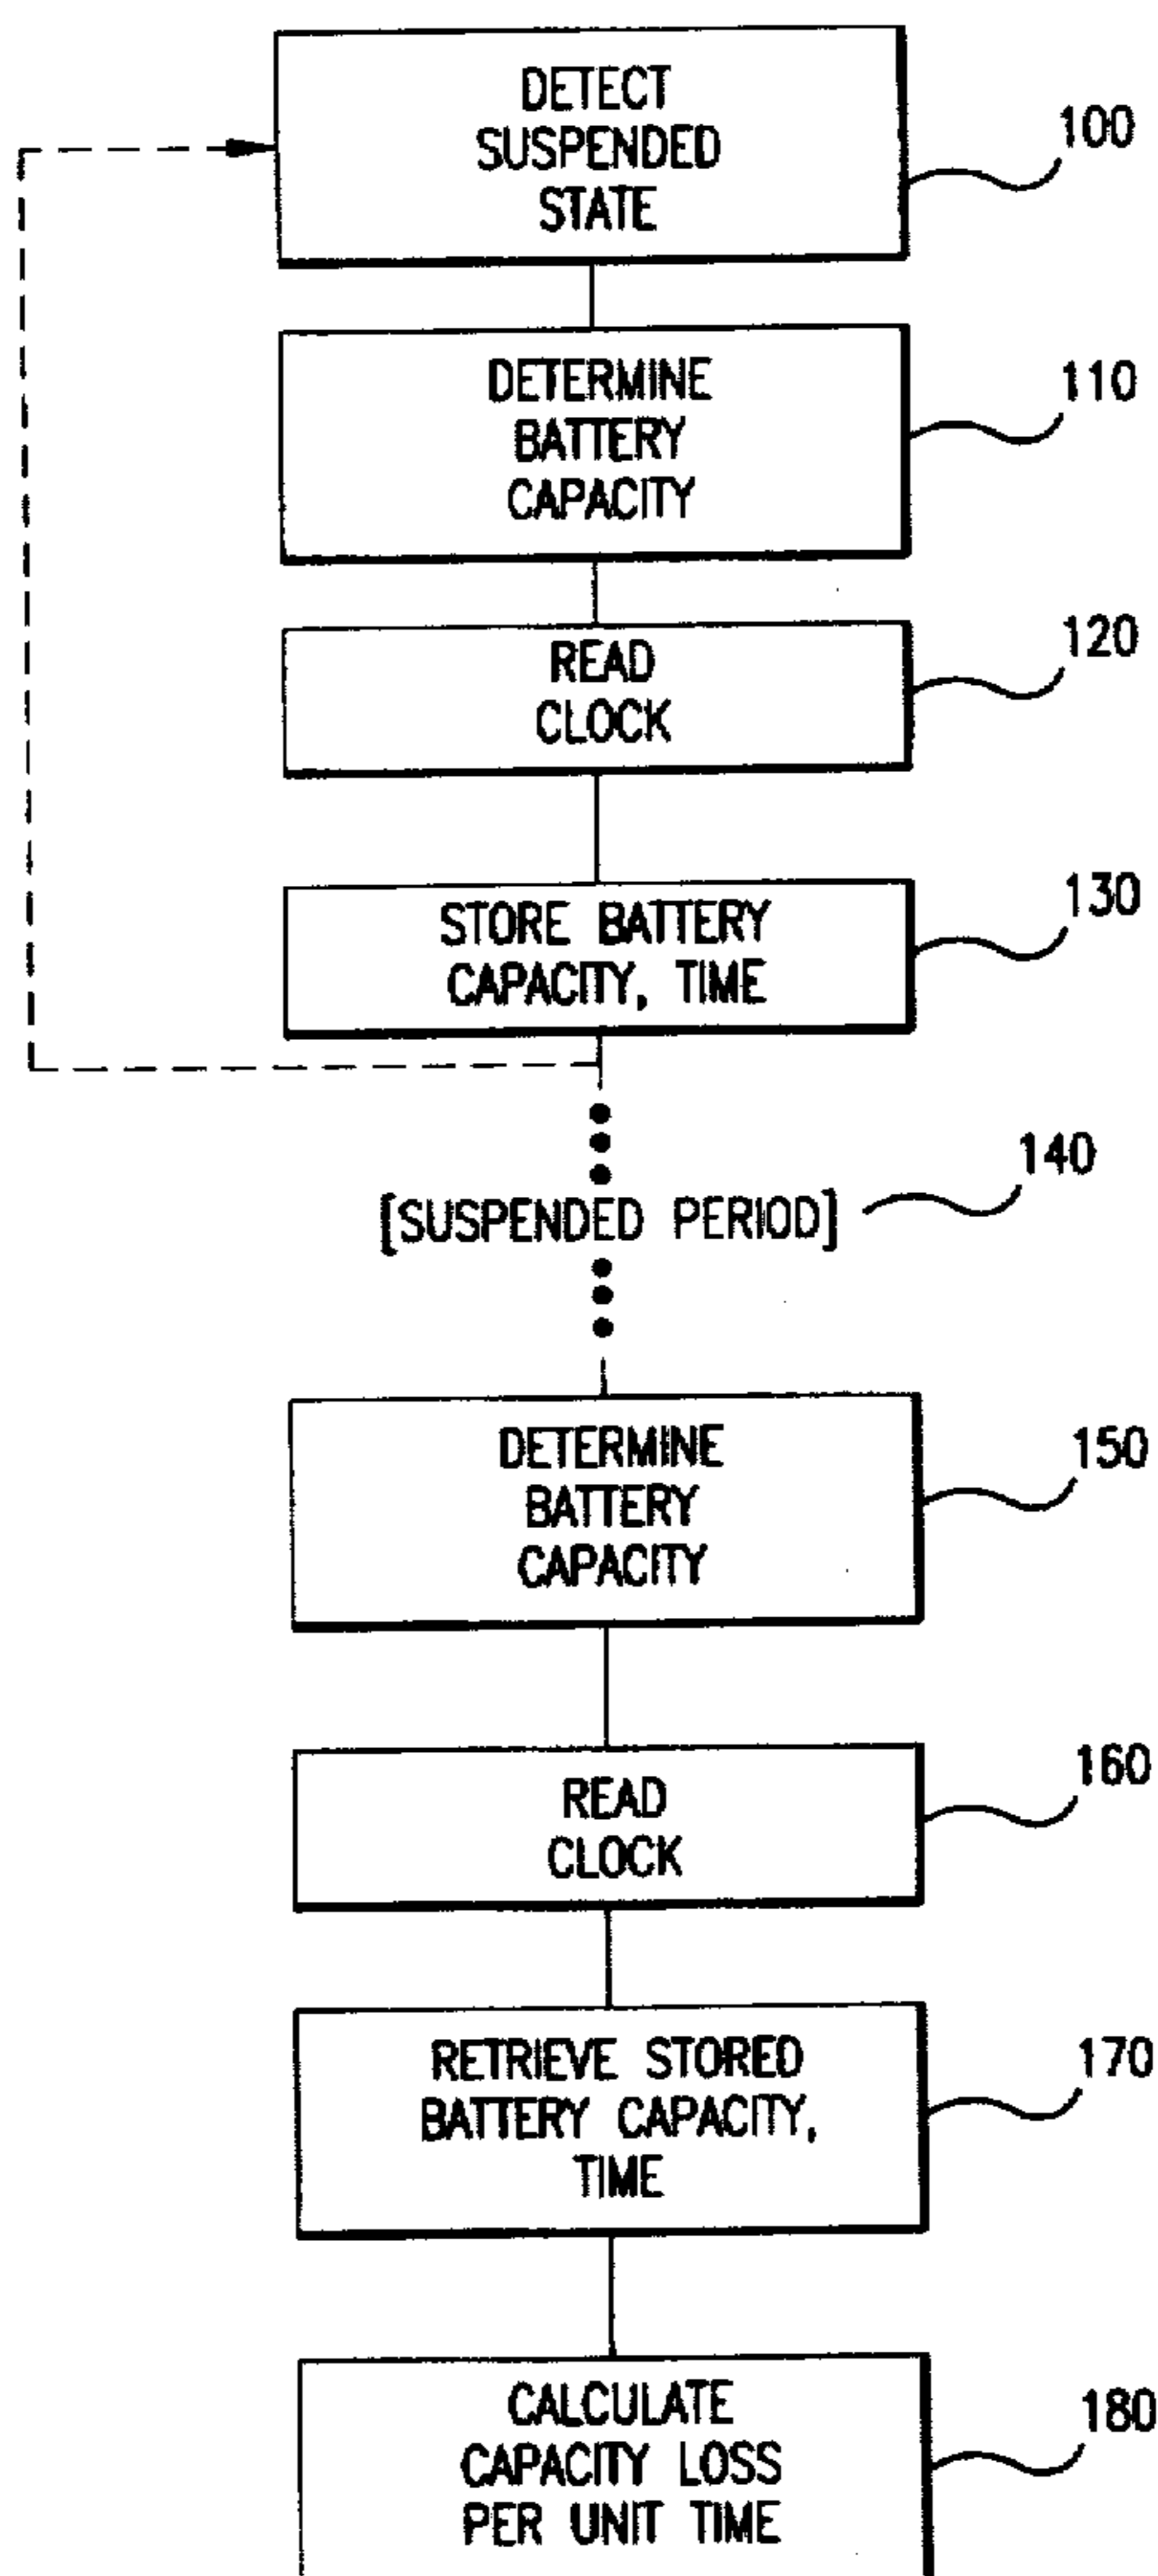 DETECT
SUSPENDED
STATE
100
DETERMINE
BATTERY
CAPACITY
110
READ
CLOCK
120
STORE BATTERY
CAPACITY, TIME
130
[SUSPENDED PERIOD]
140
DETERMINE
BATTERY
CAPACITY
150
READ
CLOCK
160
RETRIEVE STORED
BATTERY CAPACITY,
TIME
170
CALCULATE
CAPACITY LOSS
PER UNIT TIME
180